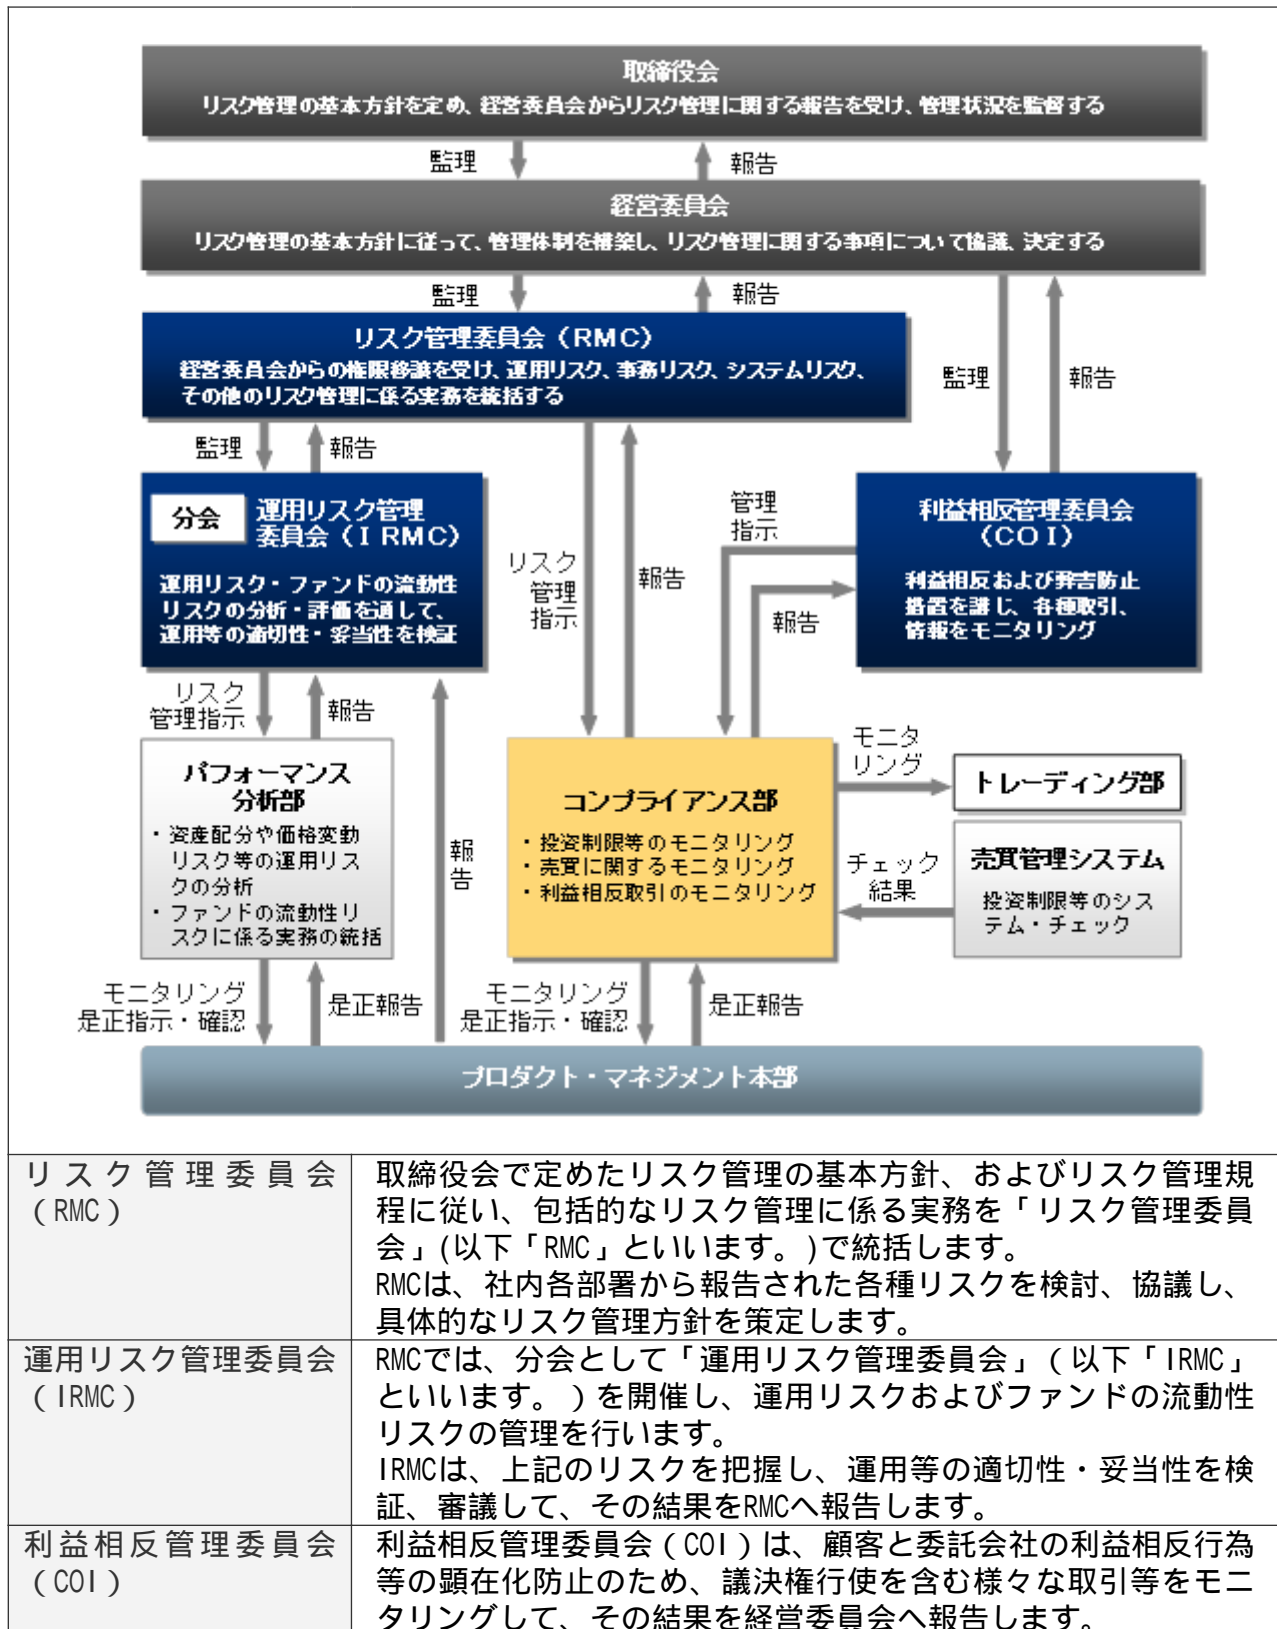 取締役会
リスク管理の基本方針を定め、経営委員会からリスク管理に関する報告を受け、管理状況を監督する
監理
報告
経営委員会
リスク管理の基本方針に従って、管理体制を構築し、リスク管理に関する事項について協議、決定する
監理
報告
リスク管理委員会（RMC）
経営委員会からの権限移譲を受け、運用リスク、事務リスク、システムリスク、
その他のリスク管理に係る実務を統括する
監理
報告
監理
報告
分会
運用リスク管理
委員会（IRMC）
運用リスク・ファンドの流動性
リスクの分析・評価を通して、
運用等の適切性・妥当性を検証
リスク
管理
指示
報告
管理
指示
報告
利益相反管理委員会
（COI）
利益相反および弊害防止
措置を講じ、各種取引、
情報をモニタリング
リスク
管理指示
報告
パフォーマンス
分析部
・資産配分や価格変動
リスク等の運用リス
クの分析
・ファンドの流動性リ
スクに係る実務の統括
報
告
コンプライアンス部
・投資制限等のモニタリング
・売買に関するモニタリング
・利益相反取引のモニタリング
モニタ
リング
トレーディング部
チェック
結果
売買管理システム
投資制限等のシス
テム・チェック
モニタリング
是正指示・確認
是正報告
モニタリング
是正指示・確認
是正報告
プロダクト・マネジメント本部
リスク管理委員会
（RMC）
取締役会で定めたリスク管理の基本方針、およびリスク管理規
程に従い、包括的なリスク管理に係る実務を「リスク管理委員
会」(以下「RMC」といいます。)で統括します。
RMCは、社内各部署から報告された各種リスクを検討、協議し、
具体的なリスク管理方針を策定します。
運用リスク管理委員会
（IRMC）
RMCでは、分会として「運用リスク管理委員会」（以下「IRMC」
といいます。）を開催し、運用リスクおよびファンドの流動性
リスクの管理を行います。
IRMCは、上記のリスクを把握し、運用等の適切性・妥当性を検
証、審議して、その結果をRMCへ報告します。
利益相反管理委員会
（COI）
利益相反管理委員会（COI）は、顧客と委託会社の利益相反行為
等の顕在化防止のため、議決権行使を含む様々な取引等をモニ
タリングして、その結果を経営委員会へ報告します。